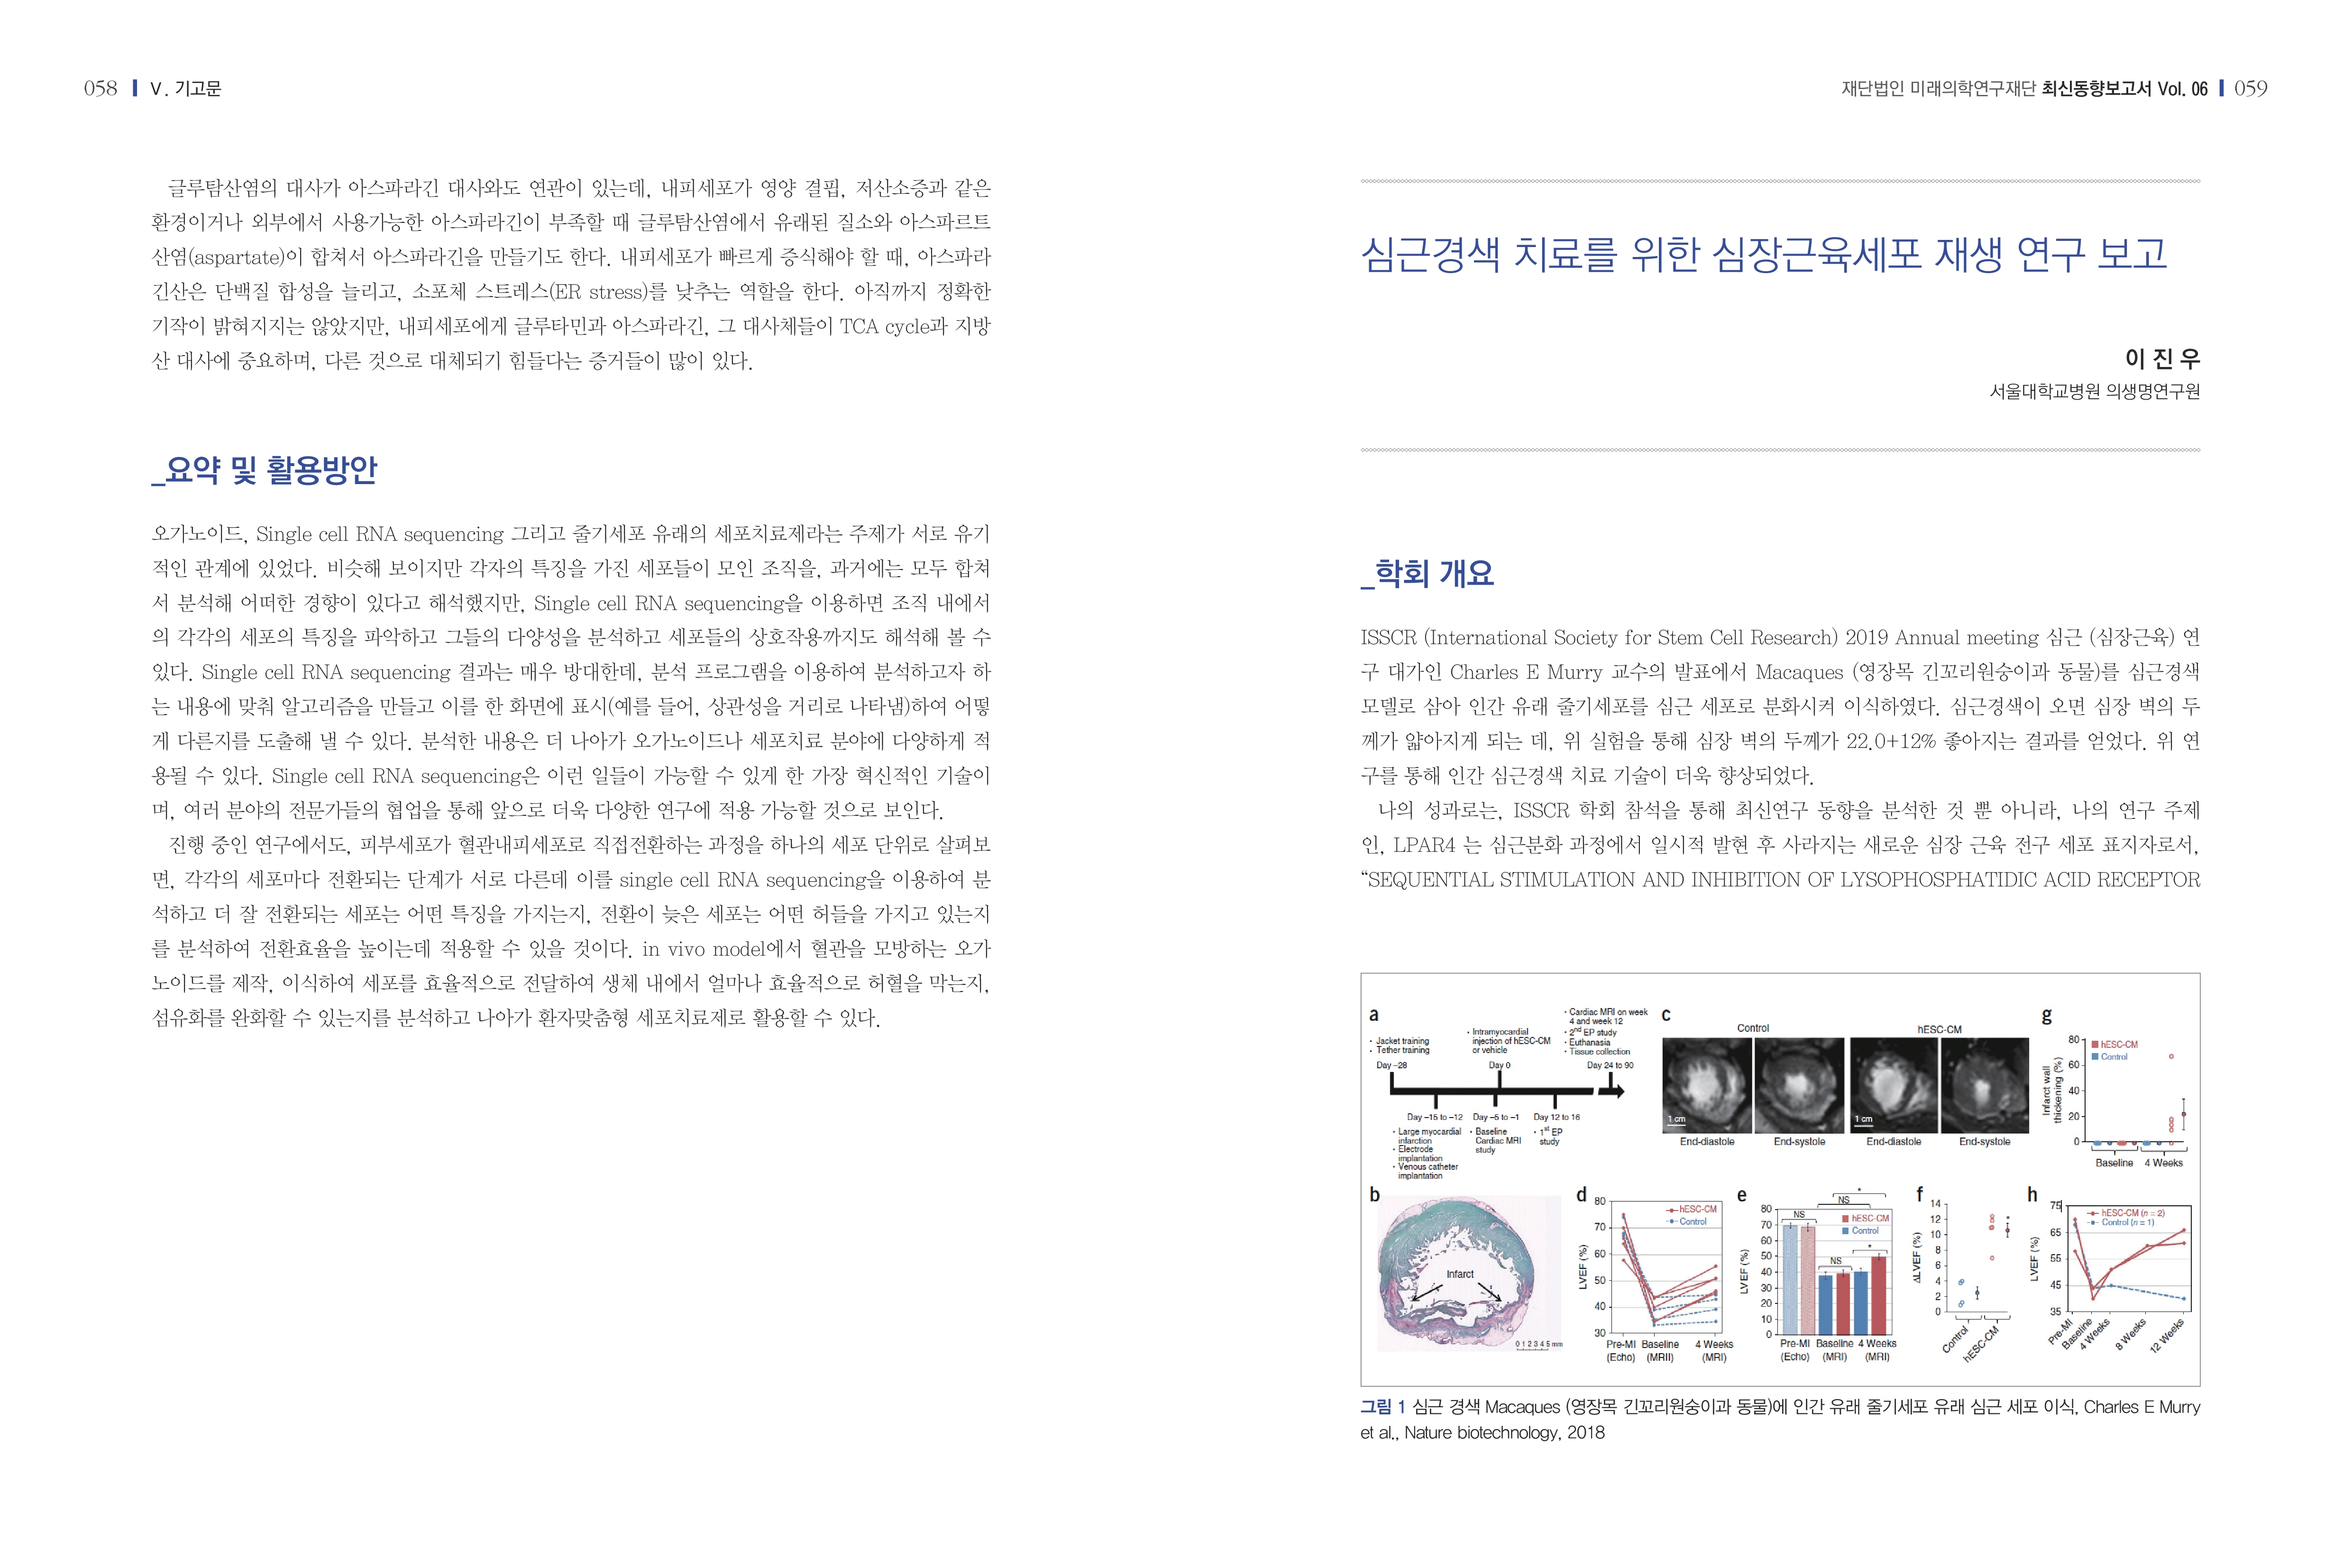 058 V. 기고문
글루탐산염의 대사가 아스파라긴 대사와도 연관이 있는데, 내피세포가 영양 결핍, 저산소증과 같은
환경이거나 외부에서 사용가능한 아스파라긴이 부족할 때 글루탐산염에서 유래된 질소와 아스파르트
산염(aspartate)이 합쳐서 아스파라긴을 만들기도 한다. 내피세포가 빠르게 증식해야 할 때, 아스파라
긴산은 단백질 합성을 늘리고, 소포체 스트레스(ER stress)를 낮추는 역할을 한다. 아직까지 정확한
기작이 밝혀지지는 않았지만, 내피세포에게 글루타민과 아스파라긴, 그 대사체들이 TCA cycle과 지방
산 대사에 중요하며, 다른 것으로 대체되기 힘들다는 증거들이 많이 있다.
_요약 및 활용방안
오가노이드, Single cell RNA sequencing 그리고 줄기세포 유래의 세포치료제라는 주제가 서로 유기
적인 관계에 있었다. 비슷해 보이지만 각자의 특징을 가진 세포들이 모인 조직을, 과거에는 모두 합쳐
서 분석해 어떠한 경향이 있다고 해석했지만, Single cell RNA sequencing을 이용하면 조직 내에서
의 각각의 세포의 특징을 파악하고 그들의 다양성을 분석하고 세포들의 상호작용까지도 해석해 볼 수
있다. Single cell RNA sequencing 결과는 매우 방대한데, 분석 프로그램을 이용하여 분석하고자 하
는 내용에 맞춰 알고리즘을 만들고 이를 한 화면에 표시(예를 들어, 상관성을 거리로 나타냄)하여 어떻
게 다른지를 도출해 낼 수 있다. 분석한 내용은 더 나아가 오가노이드나 세포치료 분야에 다양하게 적
용될 수 있다. Single cell RNA sequencing은 이런 일들이 가능할 수 있게 한 가장 혁신적인 기술이
며, 여러 분야의 전문가들의 협업을 통해 앞으로 더욱 다양한 연구에 적용 가능할 것으로 보인다.
진행 중인 연구에서도, 피부세포가 혈관내피세포로 직접전환하는 과정을 하나의 세포 단위로 살펴보
면, 각각의 세포마다 전환되는 단계가 서로 다른데 이를 single cell RNA sequencing을 이용하여 분
석하고 더 잘 전환되는 세포는 어떤 특징을 가지는지, 전환이 늦은 세포는 어떤 허들을 가지고 있는지
를 분석하여 전환효율을 높이는데 적용할 수 있을 것이다. in vivo model에서 혈관을 모방하는 오가
노이드를 제작, 이식하여 세포를 효율적으로 전달하여 생체 내에서 얼마나 효율적으로 허혈을 막는지,
섬유화를 완화할 수 있는지를 분석하고 나아가 환자맞춤형 세포치료제로 활용할 수 있다.
재단법인 미래의학연구재단 최신동향보고서 Vol. 06 059
심근경색 치료를 위한 심장근육세포 재생 연구 보고
이 진 우
서울대학교병원 의생명연구원
_학회 개요
ISSCR (International Society for Stem Cell Research) 2019 Annual meeting 심근 (심장근육) 연
구 대가인 Charles E Murry 교수의 발표에서 Macaques (영장목 긴꼬리원숭이과 동물)를 심근경색
모델로 삼아 인간 유래 줄기세포를 심근 세포로 분화시켜 이식하였다. 심근경색이 오면 심장 벽의 두
께가 얇아지게 되는 데, 위 실험을 통해 심장 벽의 두께가 22.0+12% 좋아지는 결과를 얻었다. 위 연
구를 통해 인간 심근경색 치료 기술이 더욱 향상되었다.
나의 성과로는, ISSCR 학회 참석을 통해 최신연구 동향을 분석한 것 뿐 아니라, 나의 연구 주제
인, LPAR4 는 심근분화 과정에서 일시적 발현 후 사라지는 새로운 심장 근육 전구 세포 표지자로서,
“SEQUENTIAL STIMULATION AND INHIBITION OF LYSOPHOSPHATIDIC ACID RECEPTOR
a
· Jacket training
· Tether training
Day –28
· Intramyocardial
injection of hESC-CM
or vehicle
Day 0
· Cardiac MRI on week
4 and week 12
· 2nd EP study
· Euthanasia
· Tissue collection
Day 24 to 90
Day –15 to –12
· Large myocardial
infarction
· Electrode
implantation
· Venous catheter
implantation
Day –5 to –1
· Baseline
Cardiac MRI
study
Day 12 to 16
· 1st EP
study
c
Control hESC-CM
1 cm 1 cm
End-diastole End-systole End-diastole End-systole
g
Infarct wall
thickening (%)
80
60
40
20
0
hESC-CM
Control
Baseline 4 Weeks
b
Infarct
0 1 2 3 4 5 mm
d
LVEF (%)
80
70
60
50
40
30
hESC-CM
Control
Pre-MI Baseline 4 Weeks
(Echo) (MRII) (MRI)
e
LVEF (%)
80
70
60
50
40
30
20
10
0
NS
NS
*
NS
*
hESC-CM
Control
Pre-MI Baseline 4 Weeks
(Echo) (MRI) (MRI)
f
ΔLVEF (%)
14
12
10
8
6
4
2
0
*
Control
hESC-CM
h
LVEF (%)
75
65
55
45
35
hESC-CM (n = 2)
Control (n = 1)
Pre-MI
Baseline
4 Weeks
8 Weeks
12 Weeks
그림 1 심근 경색 Macaques (영장목 긴꼬리원숭이과 동물)에 인간 유래 줄기세포 유래 심근 세포 이식, Charles E Murry
et al., Nature biotechnology, 2018